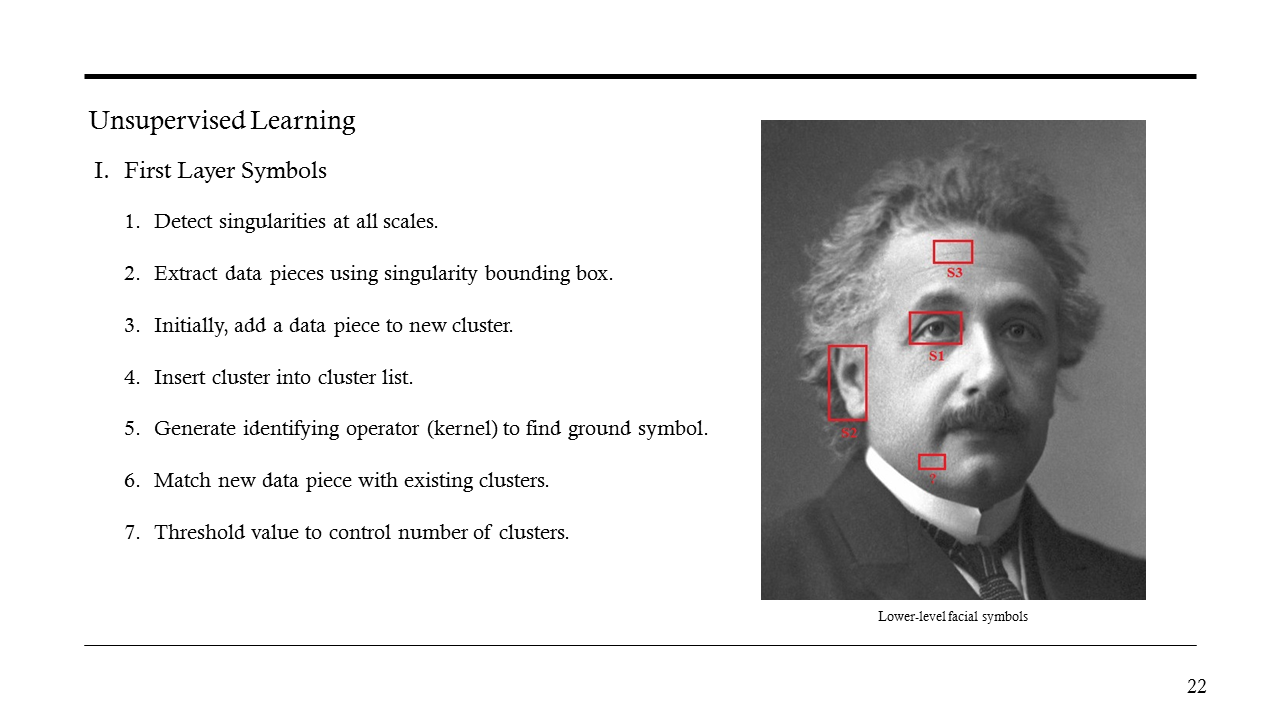 Unsupervised Learning
I. First Layer Symbols
1. Detect singularities at all scales.
2. Extract data pieces using singularity bounding box.
3. Initially, add a data piece to new cluster.
4. Insert cluster into cluster list.
5. Generate identifying operator (kernel) to find ground symbol.
6. Match new data piece with existing clusters.
7. Threshold value to control number of clusters.
S3
S1
S2
?
Lower-level facial symbols
22